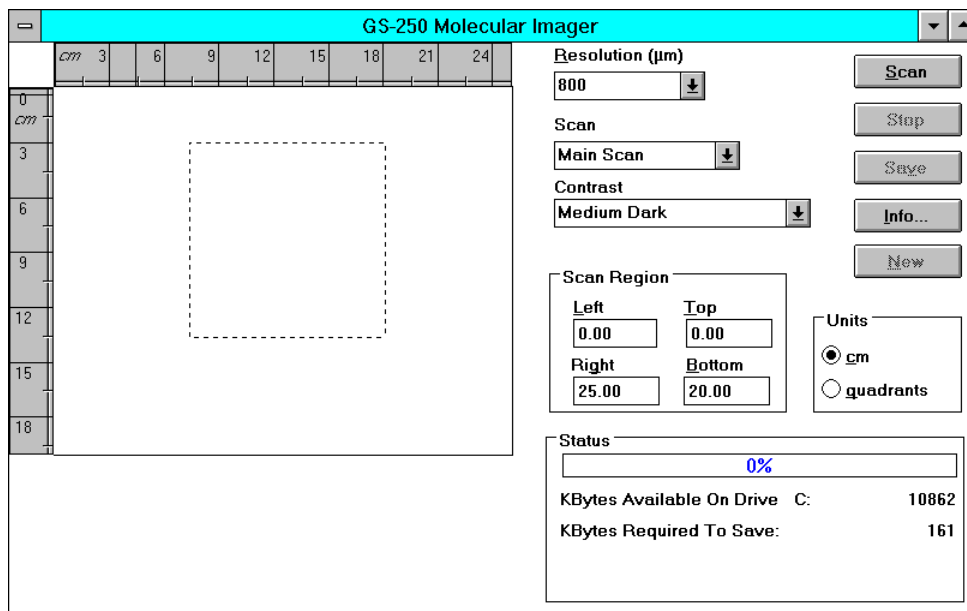 GS-250 Molecular Imager
cm 3 6 9 12 15 18 21 24
0
cm
3
6
9
12
15
18
Resolution (µm)
800
Scan
Main Scan
Contrast
Medium Dark
Scan
Stop
Save
Info...
New
Scan Region
Left Top
0.00 0.00
Right Bottom
25.00 20.00
Units
cm
quadrants
Status
0%
KBytes Available On Drive C: 10862
KBytes Required To Save: 161